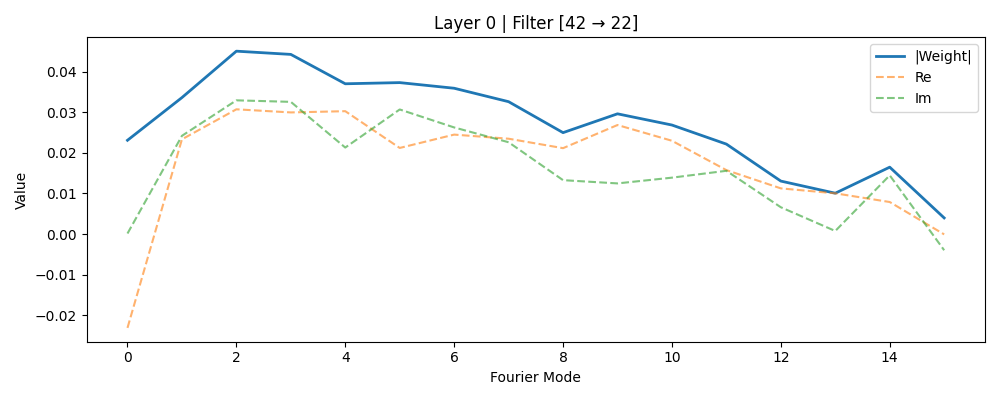 Layer 0 | Filter [42 → 22]
|Weight|
Re
Im
Value
0.04
0.03
0.02
0.01
0.00
−0.01
−0.02
0 2 4 6 8 10 12 14
Fourier Mode